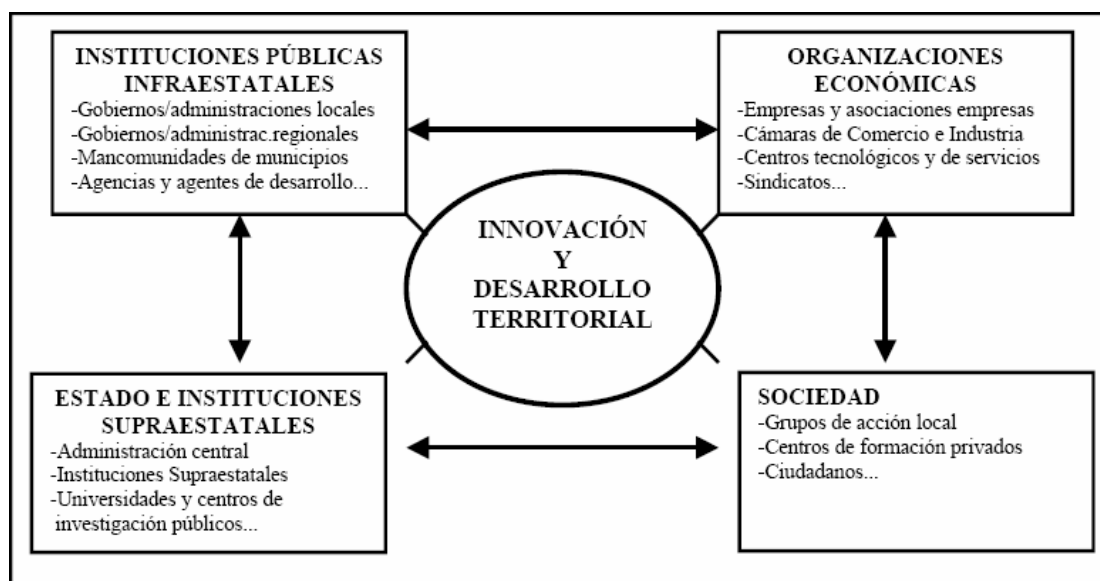 INSTITUCIONES PÚBLICAS
INFRAESTATALES
-Gobiernos/administraciones locales
-Gobiernos/administrac.regionales
-Mancomunidades de municipios
-Agencias y agentes de desarrollo...
ORGANIZACIONES
ECONÓMICAS
-Empresas y asociaciones empresas
-Cámaras de Comercio e Industria
-Centros tecnológicos y de servicios
-Sindicatos...
INNOVACIÓN
Y
DESARROLLO
TERRITORIAL
ESTADO E INSTITUCIONES
SUPRAESTATALES
-Administración central
-Instituciones Supraestatales
-Universidades y centros de
investigación públicos...
SOCIEDAD
-Grupos de acción local
-Centros de formación privados
-Ciudadanos...